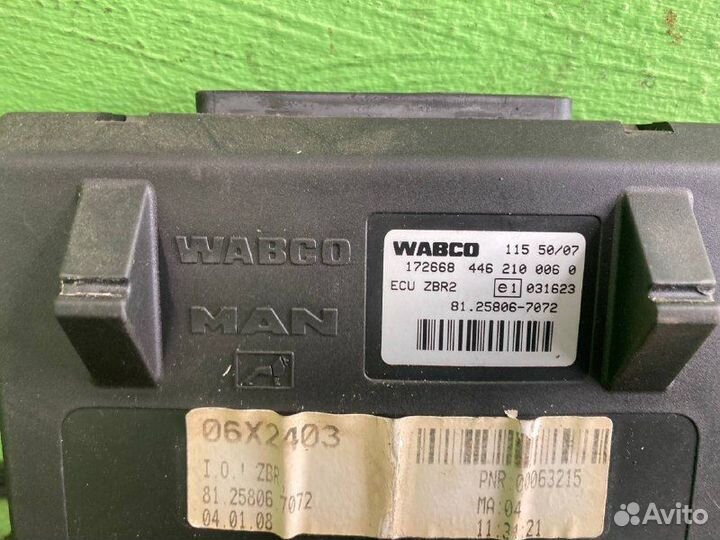 WABCO
MAN
WABCO 115 50/07
172668 446 210 006 0
ECU ZBR2 e1 031623
81.25806-7072
06X2403
I.O.! ZBR
81.25806 7072
04.01.08
PNR 00063215
MA:04
11:34:21
Avito